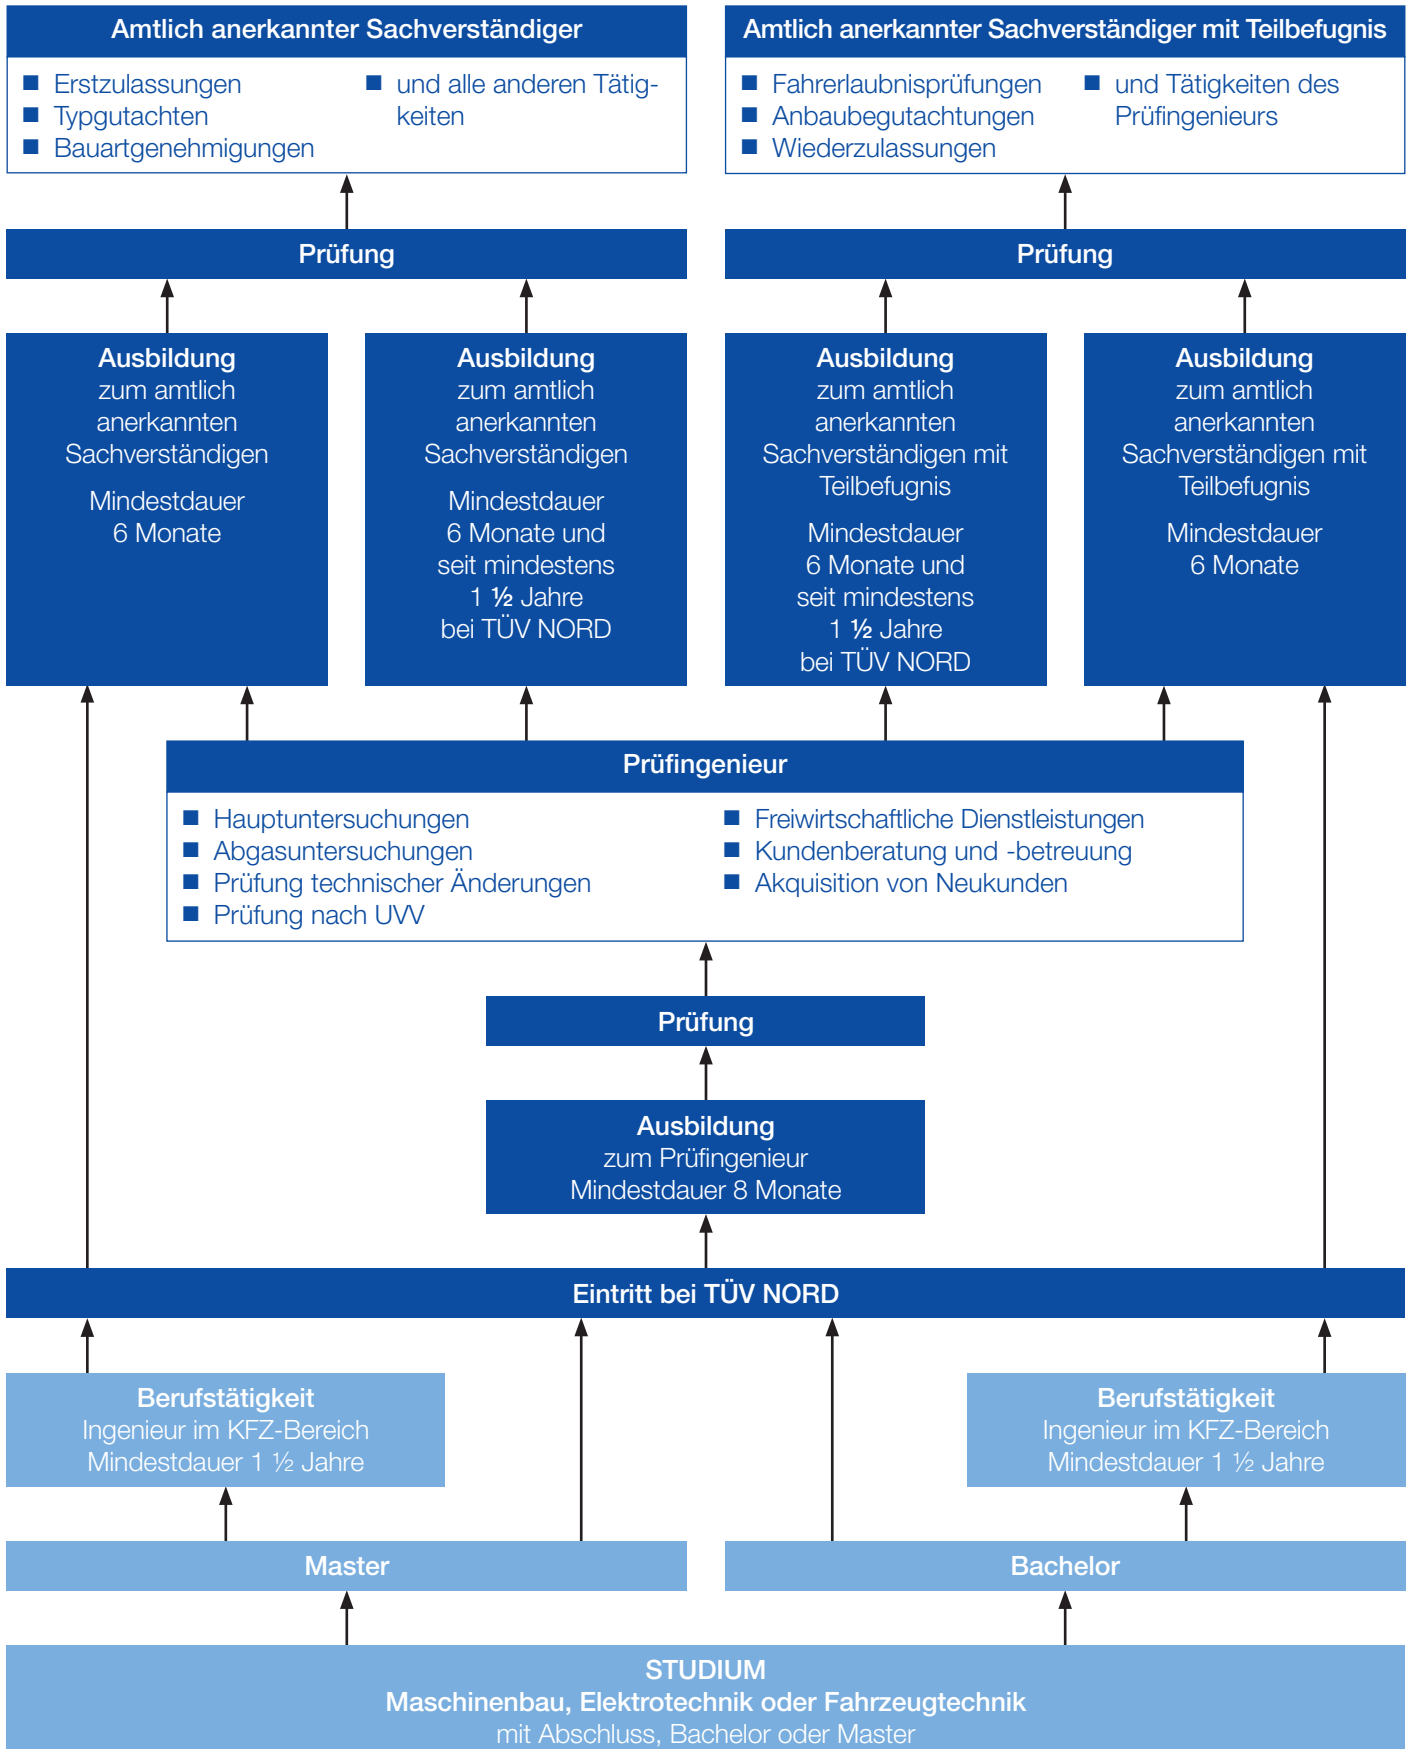 Amtlich anerkannter Sachverständiger
Erstzulassungen
Typgutachten
Bauartgenehmigungen
und alle anderen Tätig-
keiten
Amtlich anerkannter Sachverständiger mit Teilbefugnis
Fahrerlaubnisprüfungen
Anbaubegutachtungen
Wiederzulassungen
und Tätigkeiten des
Prüfingenieurs
Prüfung
Prüfung
Ausbildung
zum amtlich
anerkannten
Sachverständigen
Mindestdauer
6 Monate
Ausbildung
zum amtlich
anerkannten
Sachverständigen
Mindestdauer
6 Monate und
seit mindestens
1 ½ Jahre
bei TÜV NORD
Ausbildung
zum amtlich
anerkannten
Sachverständigen mit
Teilbefugnis
Mindestdauer
6 Monate und
seit mindestens
1 ½ Jahre
bei TÜV NORD
Ausbildung
zum amtlich
anerkannten
Sachverständigen mit
Teilbefugnis
Mindestdauer
6 Monate
Prüfingenieur
Hauptuntersuchungen
Abgasuntersuchungen
Prüfung technischer Änderungen
Prüfung nach UVV
Freiwirtschaftliche Dienstleistungen
Kundenberatung und -betreuung
Akquisition von Neukunden
Prüfung
Ausbildung
zum Prüfingenieur
Mindestdauer 8 Monate
Eintritt bei TÜV NORD
Berufstätigkeit
Ingenieur im KFZ-Bereich
Mindestdauer 1 ½ Jahre
Berufstätigkeit
Ingenieur im KFZ-Bereich
Mindestdauer 1 ½ Jahre
Master
Bachelor
STUDIUM
Maschinenbau, Elektrotechnik oder Fahrzeugtechnik
mit Abschluss, Bachelor oder Master